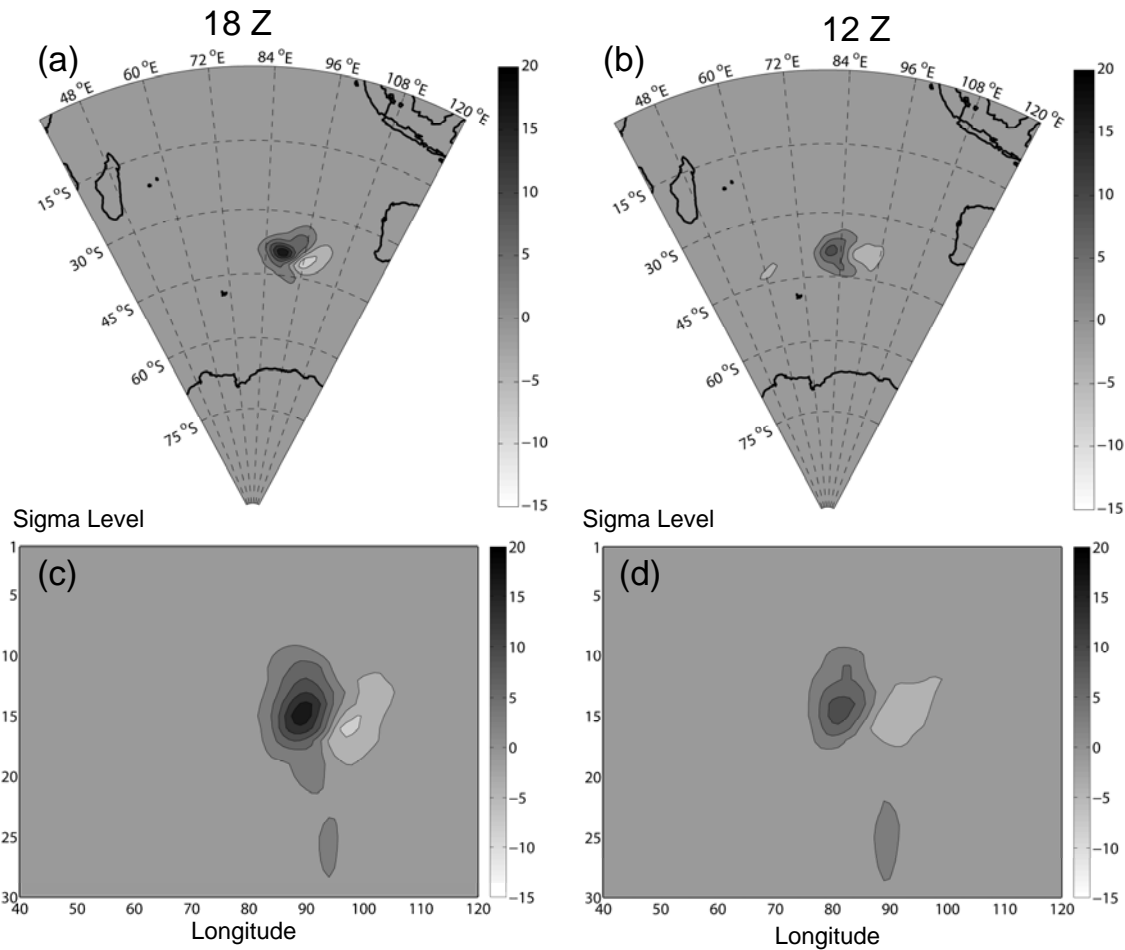 18 Z
12 Z
(a)
48 °E
60 °E
72 °E
84 °E
96 °E
108 °E
120 °E
15 °S
30 °S
45 °S
60 °S
75 °S
20
15
10
5
0
−5
−10
−15
(b)
48 °E
60 °E
72 °E
84 °E
96 °E
108 °E
120 °E
15 °S
30 °S
45 °S
60 °S
75 °S
20
15
10
5
0
−5
−10
−15
Sigma Level
(c)
1
5
10
15
20
25
30
40 50 60 70 80 90 100 110 120
Longitude
20
15
10
5
0
−5
−10
−15
Sigma Level
(d)
1
5
10
15
20
25
30
40 50 60 70 80 90 100 110 120
Longitude
20
15
10
5
0
−5
−10
−15